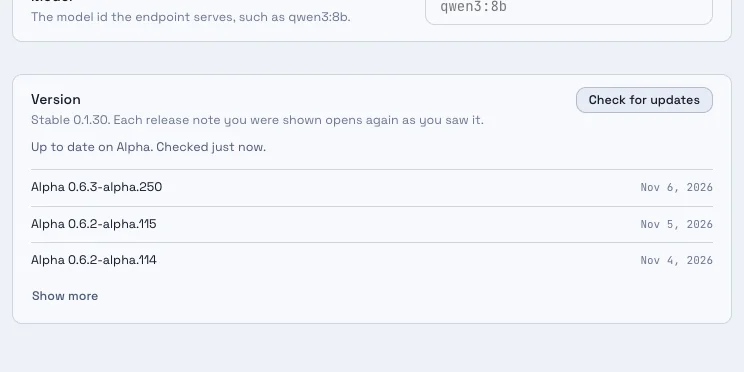 The model id the endpoint serves, such as qwen3:8b.
qwen3:8b
Version
Check for updates
Stable 0.1.30. Each release note you were shown opens again as you saw it.
Up to date on Alpha. Checked just now.
Alpha 0.6.3-alpha.250
Nov 6, 2026
Alpha 0.6.2-alpha.115
Nov 5, 2026
Alpha 0.6.2-alpha.114
Nov 4, 2026
Show more